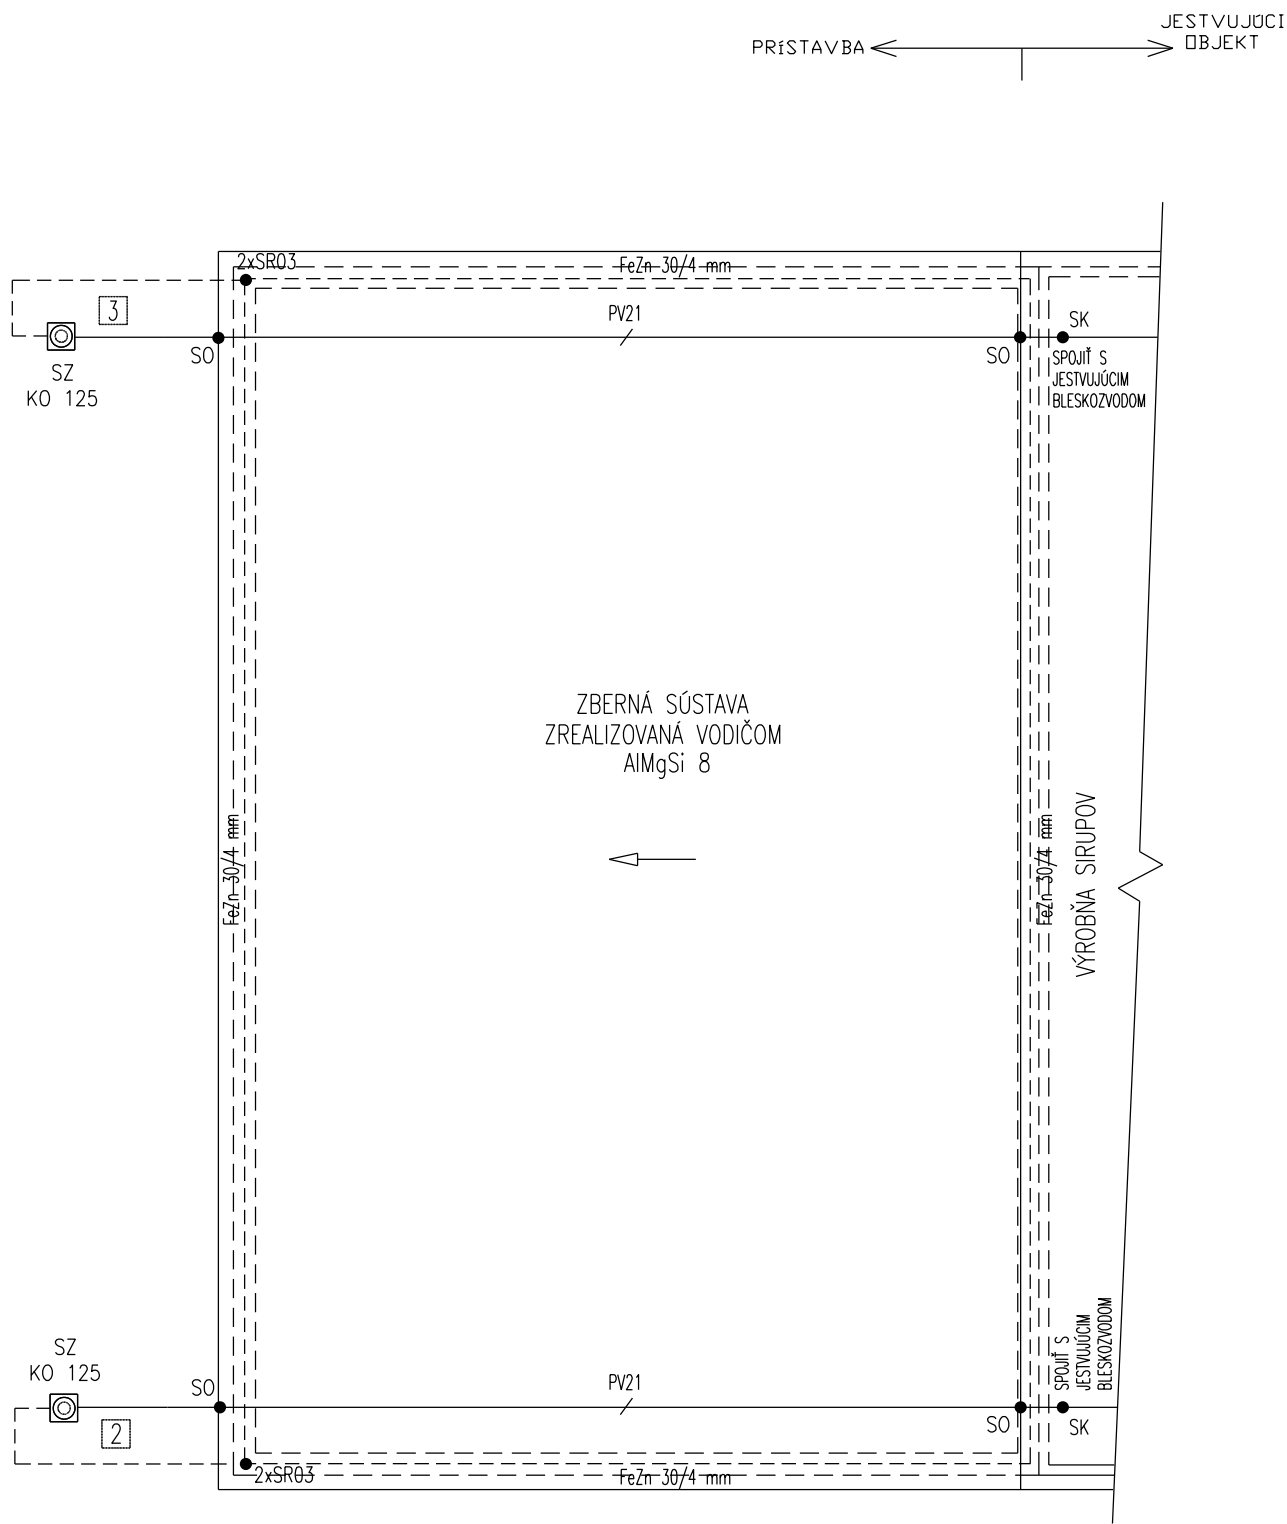 JESTVUJÚCI
OBJEKT
PRÍSTAVBA
2xSR03
FeZn 30/4 mm
3
PV21
SK
SO
SO
SPOJIŤ S
JESTVUJÚCIM
BLESKOZVODOM
SZ
KO 125
ZBERNÁ SÚSTAVA
ZREALIZOVANÁ VODIČOM
AlMgSi 8
FeZn 30/4 mm
FeZn 30/4 mm
VÝROBŇA SIRUPOV
SZ
KO 125
SO
PV21
SPOJIŤ S
JESTVUJÚCIM
BLESKOZVODOM
2
SO
SK
2xSR03
FeZn 30/4 mm